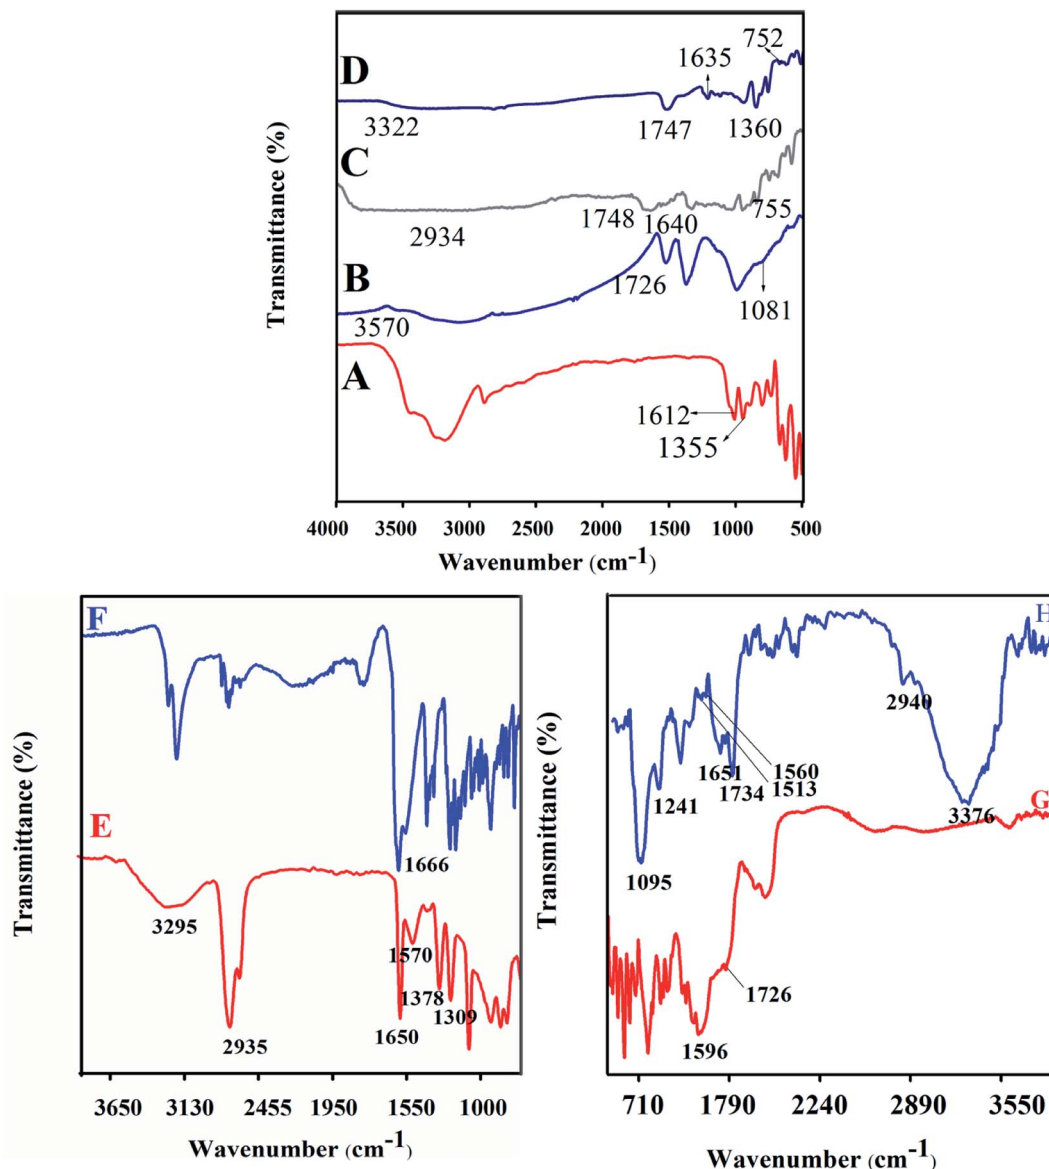 752
1635
D
3322
1747
1360
C
2934
1748
1640
755
B
1726
1081
3570
A
1612
1355
Transmittance (%)
4000 3500 3000 2500 2000 1500 1000 500
Wavenumber (cm-1)
F
1666
E
3295
1570
1378
1309
1650
2935
Transmittance (%)
3650 3130 2455 1950 1550 1000
Wavenumber (cm-1)
H
2940
1651
1560
1734
1513
1241
3376
G
1095
1726
1596
Transmittance (%)
710 1790 2240 2890 3550
Wavenumber (cm-1)